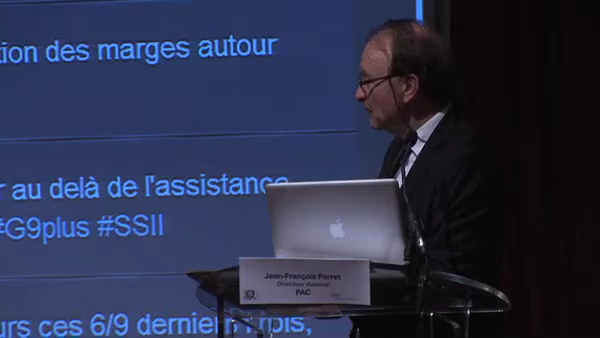 tion des marges autour
r au delà de l'assistance
#G9plus #SSII
urs ces 6/9 derniers mois,
Jean-François Perret
Directeur Associé
PAC